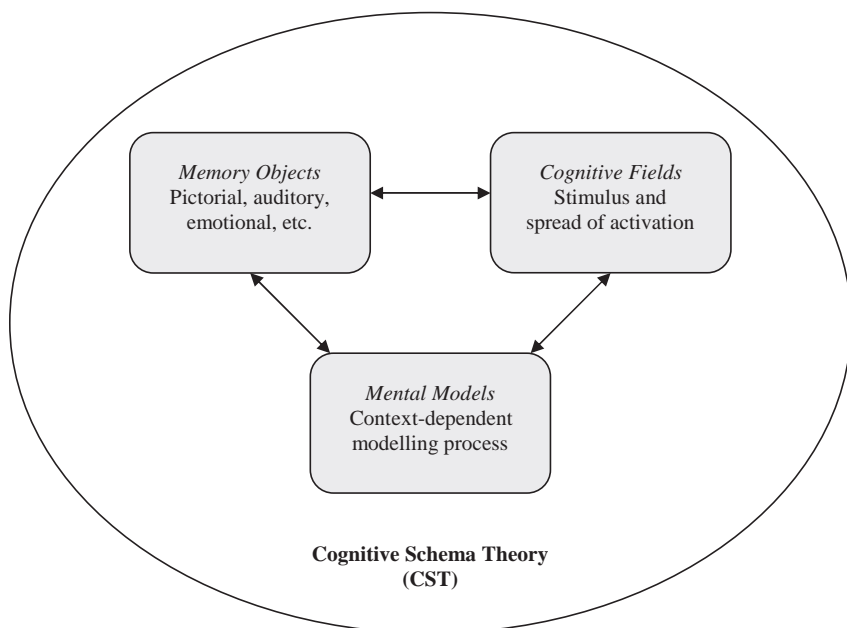 Memory Objects
Pictorial, auditory,
emotional, etc.
Cognitive Fields
Stimulus and
spread of activation
Mental Models
Context-dependent
modelling process
Cognitive Schema Theory
(CST)